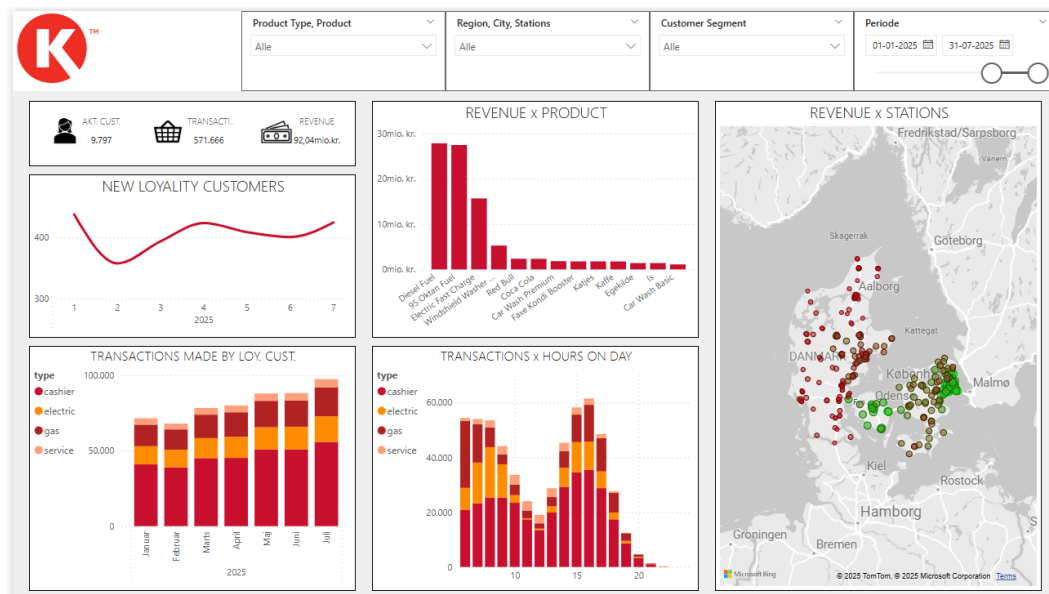 K
TM
Product Type, Product
Alle
Region, City, Stations
Alle
Customer Segment
Alle
Periode
01-01-2025
31-07-2025
AKT. CUST.
9.797
TRANSACTI..
571.666
REVENUE
92,04mio.kr.
NEW LOYALITY CUSTOMERS
400
300
1 2 3 4 5 6 7
2025
TRANSACTIONS MADE BY LOY. CUST.
type
cashier
electric
gas
service
100.000
50.000
0
Januar
Februar
Marts
April
Maj
Juni
Juli
2025
REVENUE x PRODUCT
30mio. kr.
20mio. kr.
10mio. kr.
0mio. kr.
Diesel Fuel
95 Oktan Fuel
Electric Fast Charge
Windshield Washer ...
Red Bull
Coca Cola
Car Wash Premium
Faxe Kondi Booster
Katjes
Kaffe
Egekilde
Is
Car Wash Basic
TRANSACTIONS x HOURS ON DAY
type
cashier
electric
gas
service
60.000
40.000
20.000
0
10 15 20
REVENUE x STATIONS
Fredrikstad/Sarpsborg
Vänern
Skagerrak
Göteborg
Aalborg
Kattegat
DANMARK
København
Malmø
Odense
Kiel
Rostock
Hamborg
Groningen
Bremen
S
Microsoft Bing
© 2025 TomTom, © 2025 Microsoft Corporation Terms